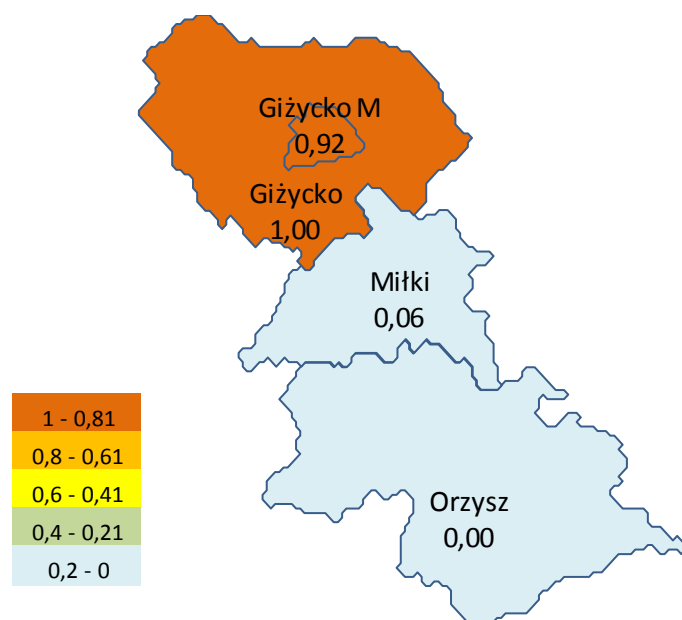 Giżycko M
0,92
Giżycko
1,00
Miłki
0,06
Orzysz
0,00
1 - 0,81
0,8 - 0,61
0,6 - 0,41
0,4 - 0,21
0,2 - 0